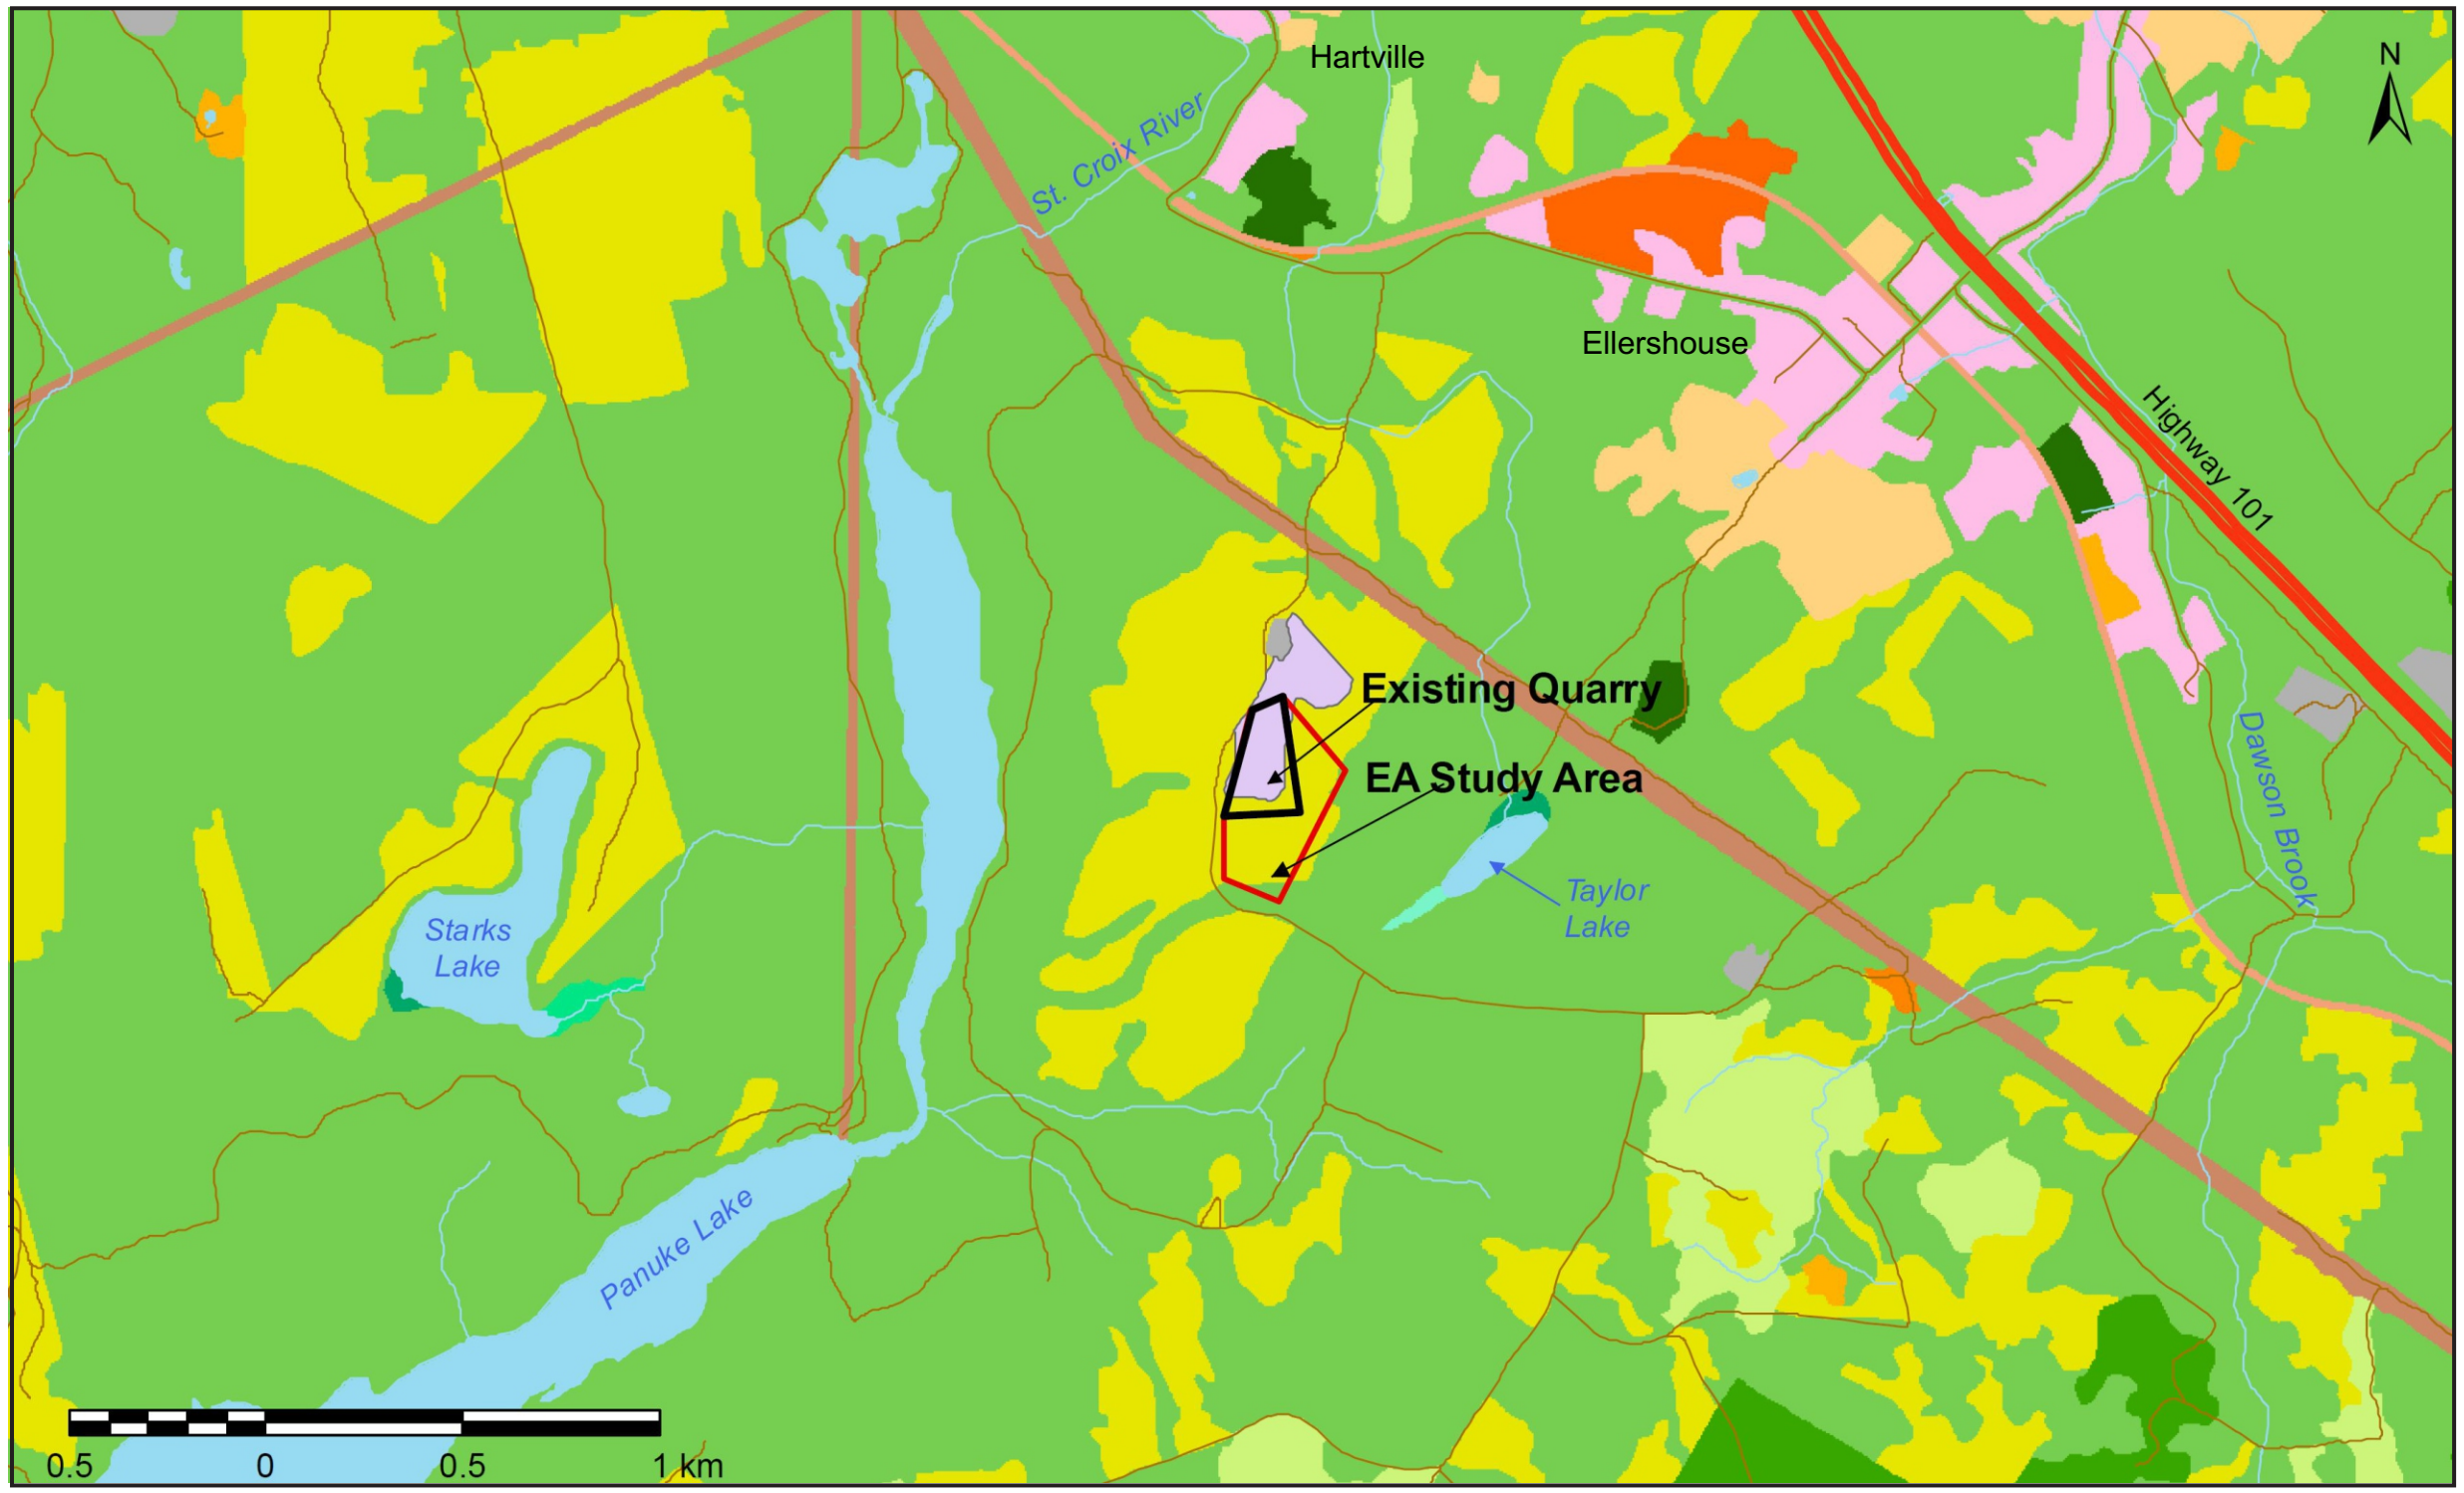 Hartville
N
St. Croix River
Ellershouse
Highway 101
Existing Quarry
EA Study Area
Dawson Brook
Taylor
Lake
Starks
Lake
Panuke Lake
0.5 0 0.5 1 km